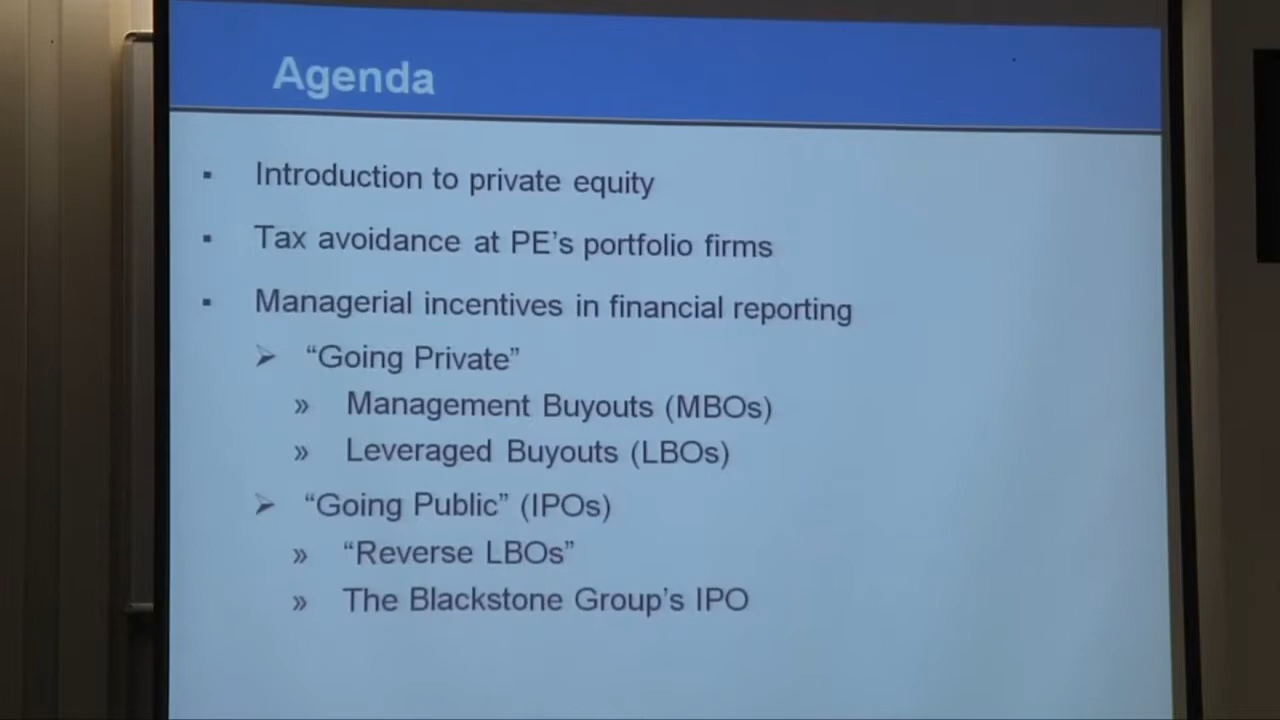 Agenda
▪ Introduction to private equity
▪ Tax avoidance at PE’s portfolio firms
▪ Managerial incentives in financial reporting
➢ “Going Private”
» Management Buyouts (MBOs)
» Leveraged Buyouts (LBOs)
➢ “Going Public” (IPOs)
» “Reverse LBOs”
» The Blackstone Group’s IPO